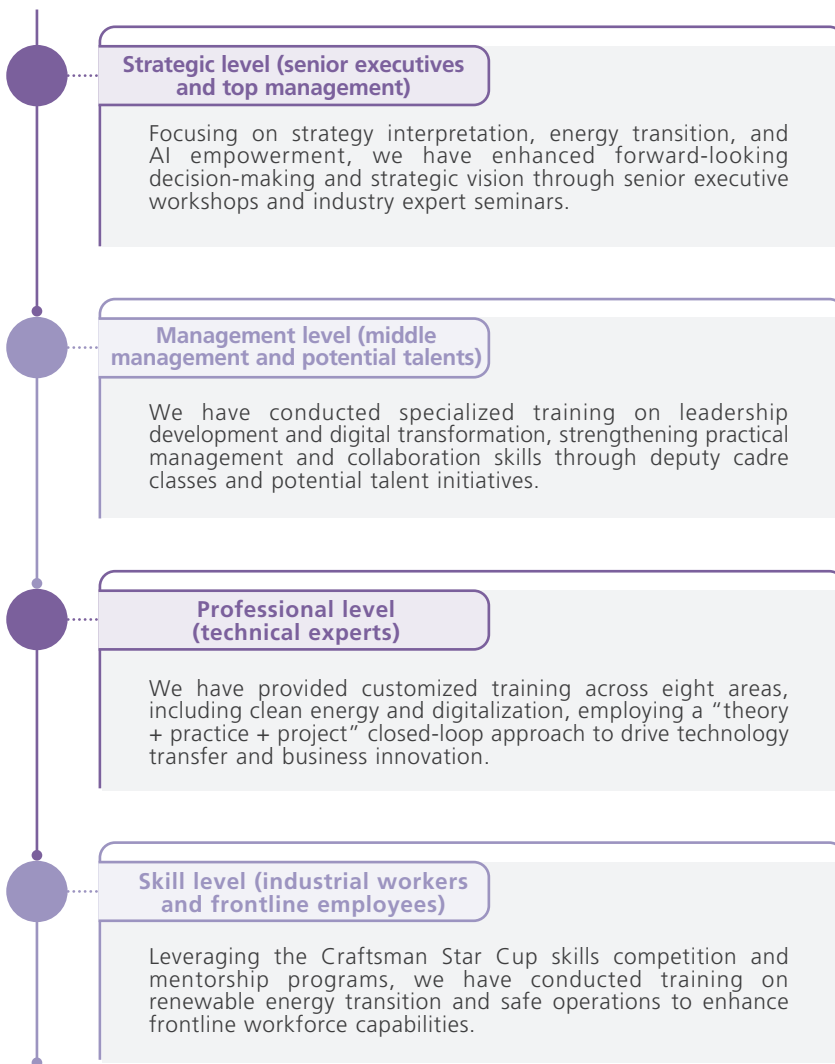 Strategic level (senior executives
and top management)
Focusing on strategy interpretation, energy transition, and
AI empowerment, we have enhanced forward-looking
decision-making and strategic vision through senior executive
workshops and industry expert seminars.
Management level (middle
management and potential talents)
We have conducted specialized training on leadership
development and digital transformation, strengthening practical
management and collaboration skills through deputy cadre
classes and potential talent initiatives.
Professional level
(technical experts)
We have provided customized training across eight areas,
including clean energy and digitalization, employing a “theory
+ practice + project” closed-loop approach to drive technology
transfer and business innovation.
Skill level (industrial workers
and frontline employees)
Leveraging the Craftsman Star Cup skills competition and
mentorship programs, we have conducted training on
renewable energy transition and safe operations to enhance
frontline workforce capabilities.